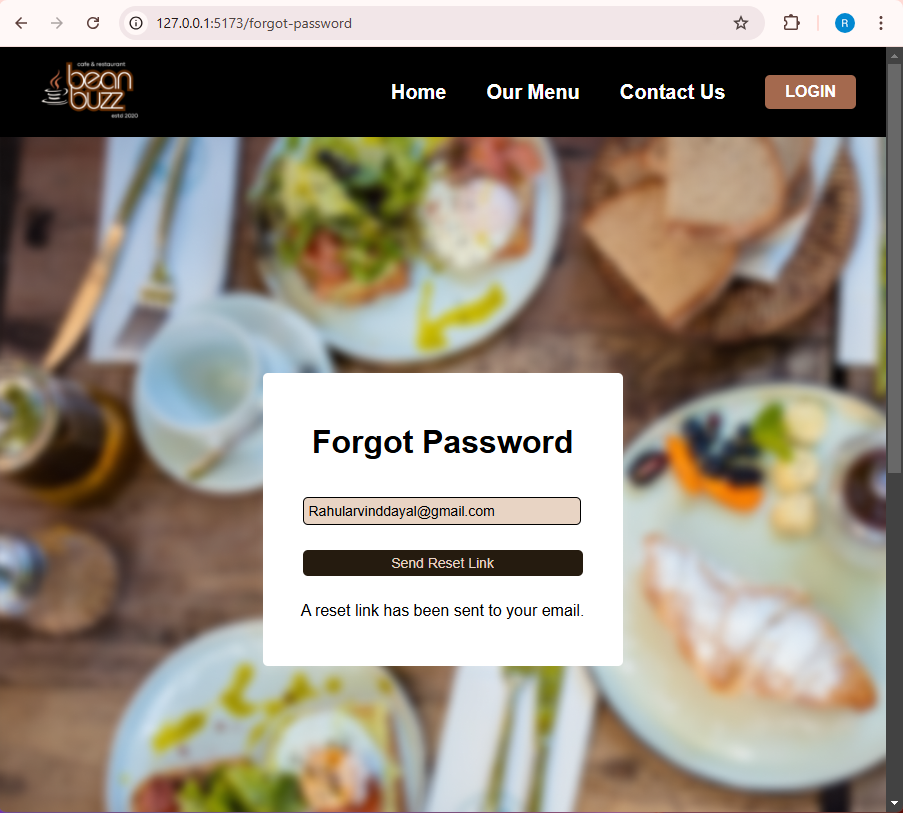 127.0.0.1:5173/forgot-password
R
cafe & restaurant
bean
buzz
estd 2020
Home
Our Menu
Contact Us
LOGIN
Forgot Password
Rahularvinddayal@gmail.com
Send Reset Link
A reset link has been sent to your email.